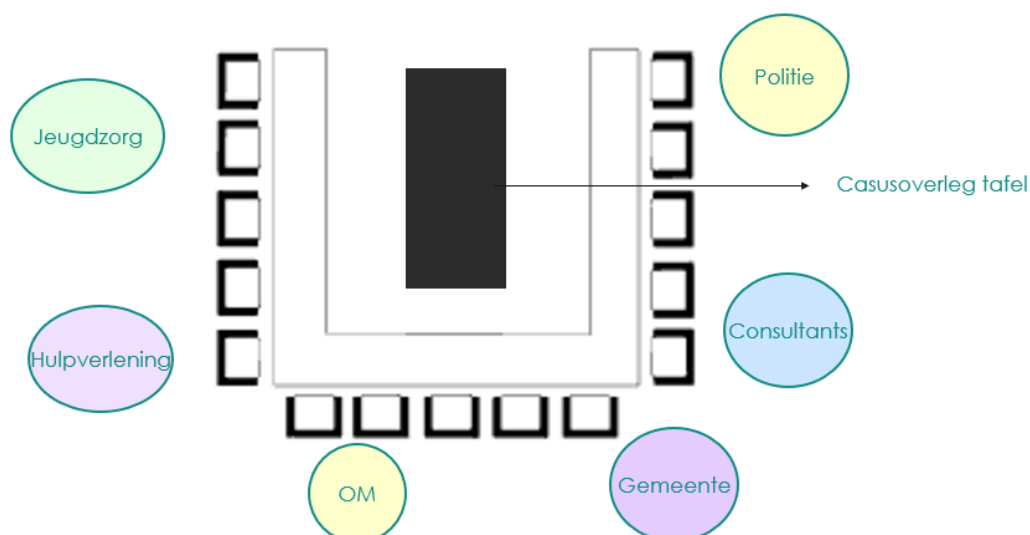 Politie
Jeugdzorg
Casusoverleg tafel
Consultants
Hulpverlening
Gemeente
OM